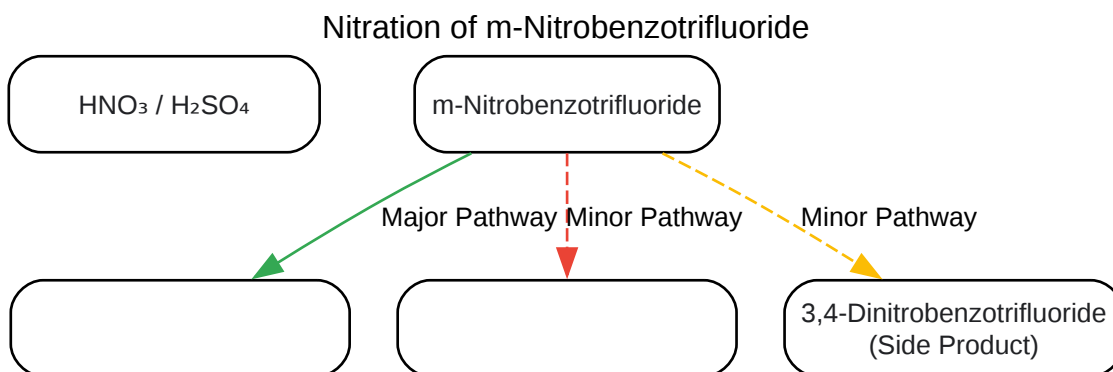 Nitration of m-Nitrobenzotrifluoride
HNO₃ / H₂SO₄
m-Nitrobenzotrifluoride
Major Pathway
Minor Pathway
Minor Pathway
3,4-Dinitrobenzotrifluoride
(Side Product)